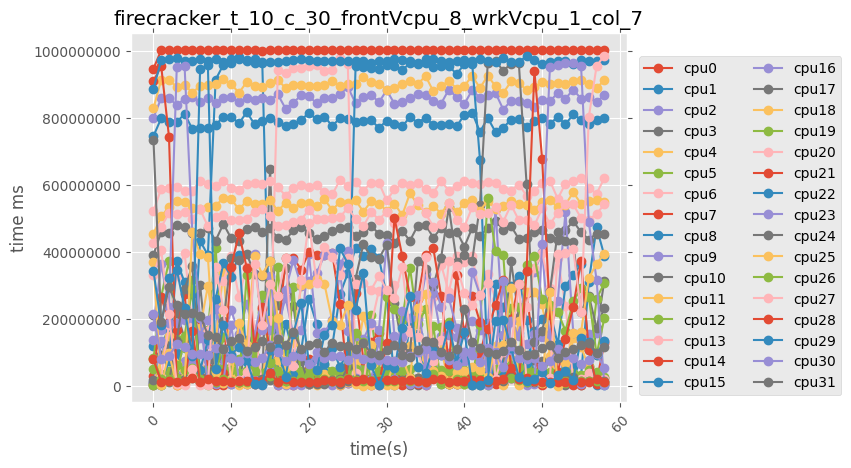 firecracker_t_10_c_30_frontVcpu_8_wrkVcpu_1_col_7
time ms
1000000000
800000000
600000000
400000000
200000000
0
0 10 20 30 40 50 60
time(s)
cpu0 cpu16
cpu1 cpu17
cpu2 cpu18
cpu3 cpu19
cpu4 cpu20
cpu5 cpu21
cpu6 cpu22
cpu7 cpu23
cpu8 cpu24
cpu9 cpu25
cpu10 cpu26
cpu11 cpu27
cpu12 cpu28
cpu13 cpu29
cpu14 cpu30
cpu15 cpu31